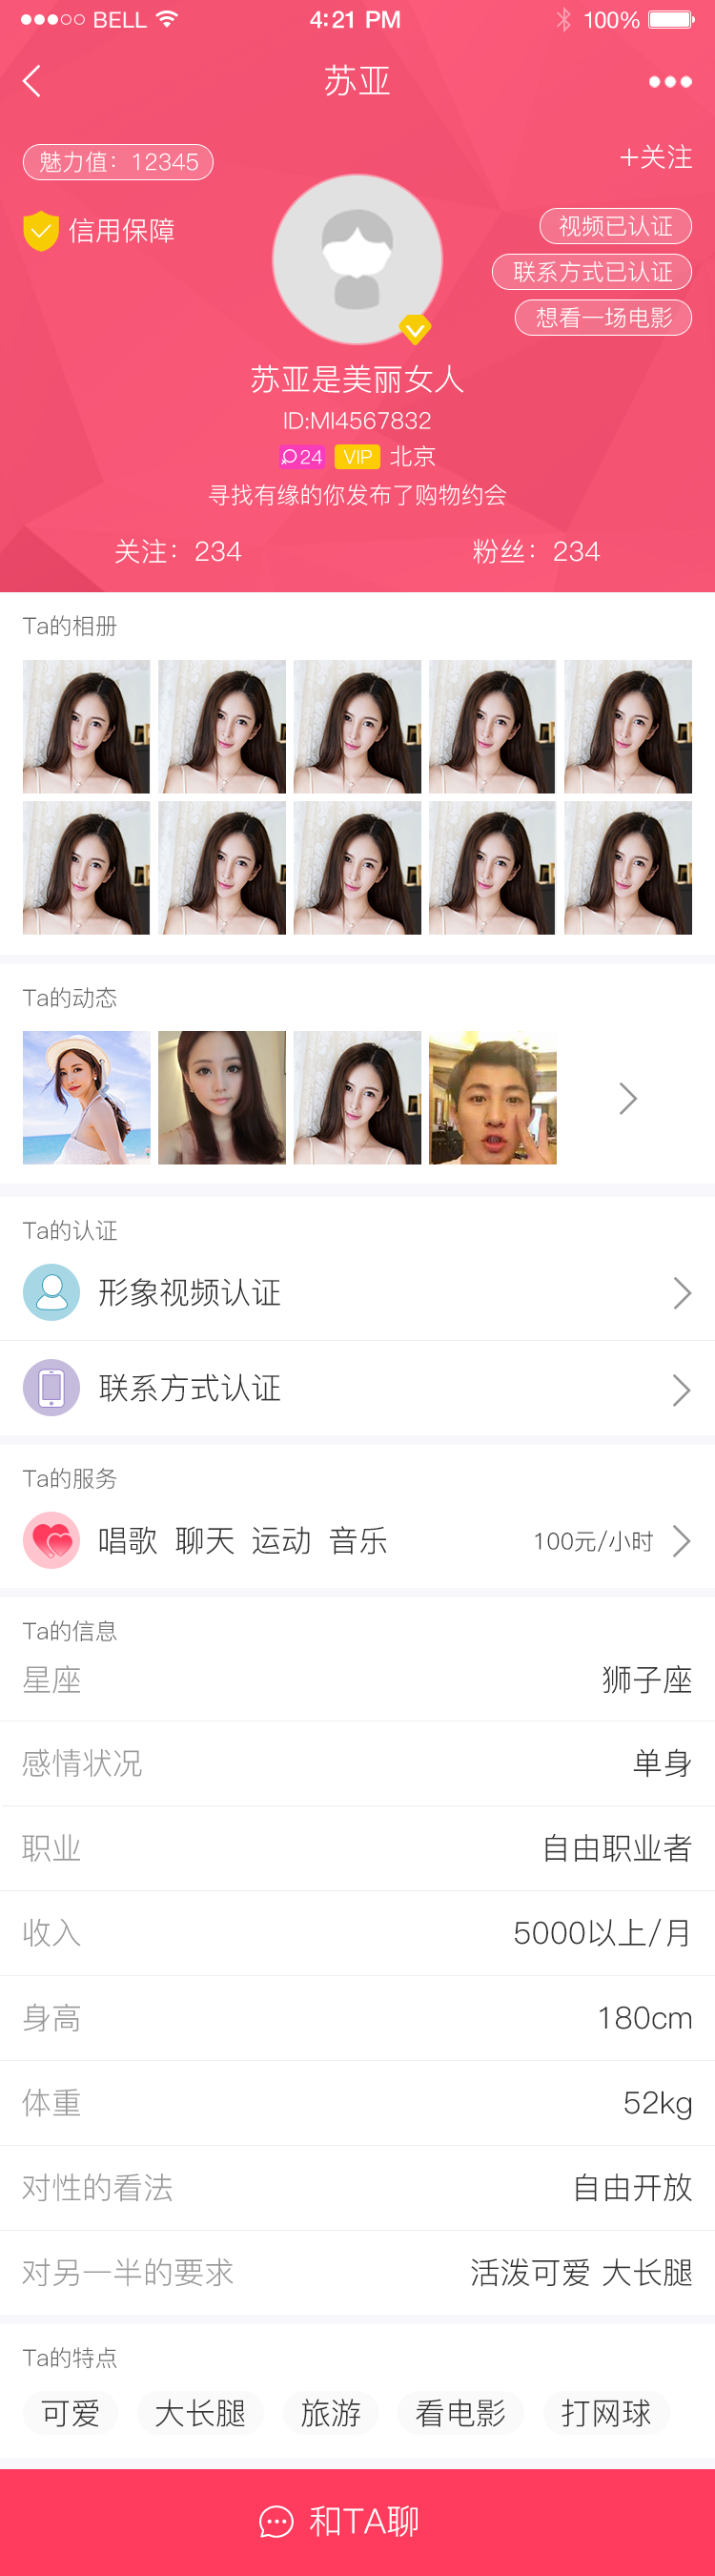 BELL 4:21 PM 100%
苏亚
魅力值：12345
+关注
信用保障
视频已认证
联系方式已认证
想看一场电影
苏亚是美丽女人
ID:MI4567832
24 VIP 北京
寻找有缘的你发布了购物约会
关注：234 粉丝：234
Ta的相册
Ta的动态
Ta的认证
形象视频认证
联系方式认证
Ta的服务
唱歌 聊天 运动 音乐 100元/小时
Ta的信息
星座 狮子座
感情状况 单身
职业 自由职业者
收入 5000以上/月
身高 180cm
体重 52kg
对性的看法 自由开放
对另一半的要求 活泼可爱 大长腿
Ta的特点
可爱 大长腿 旅游 看电影 打网球
和TA聊